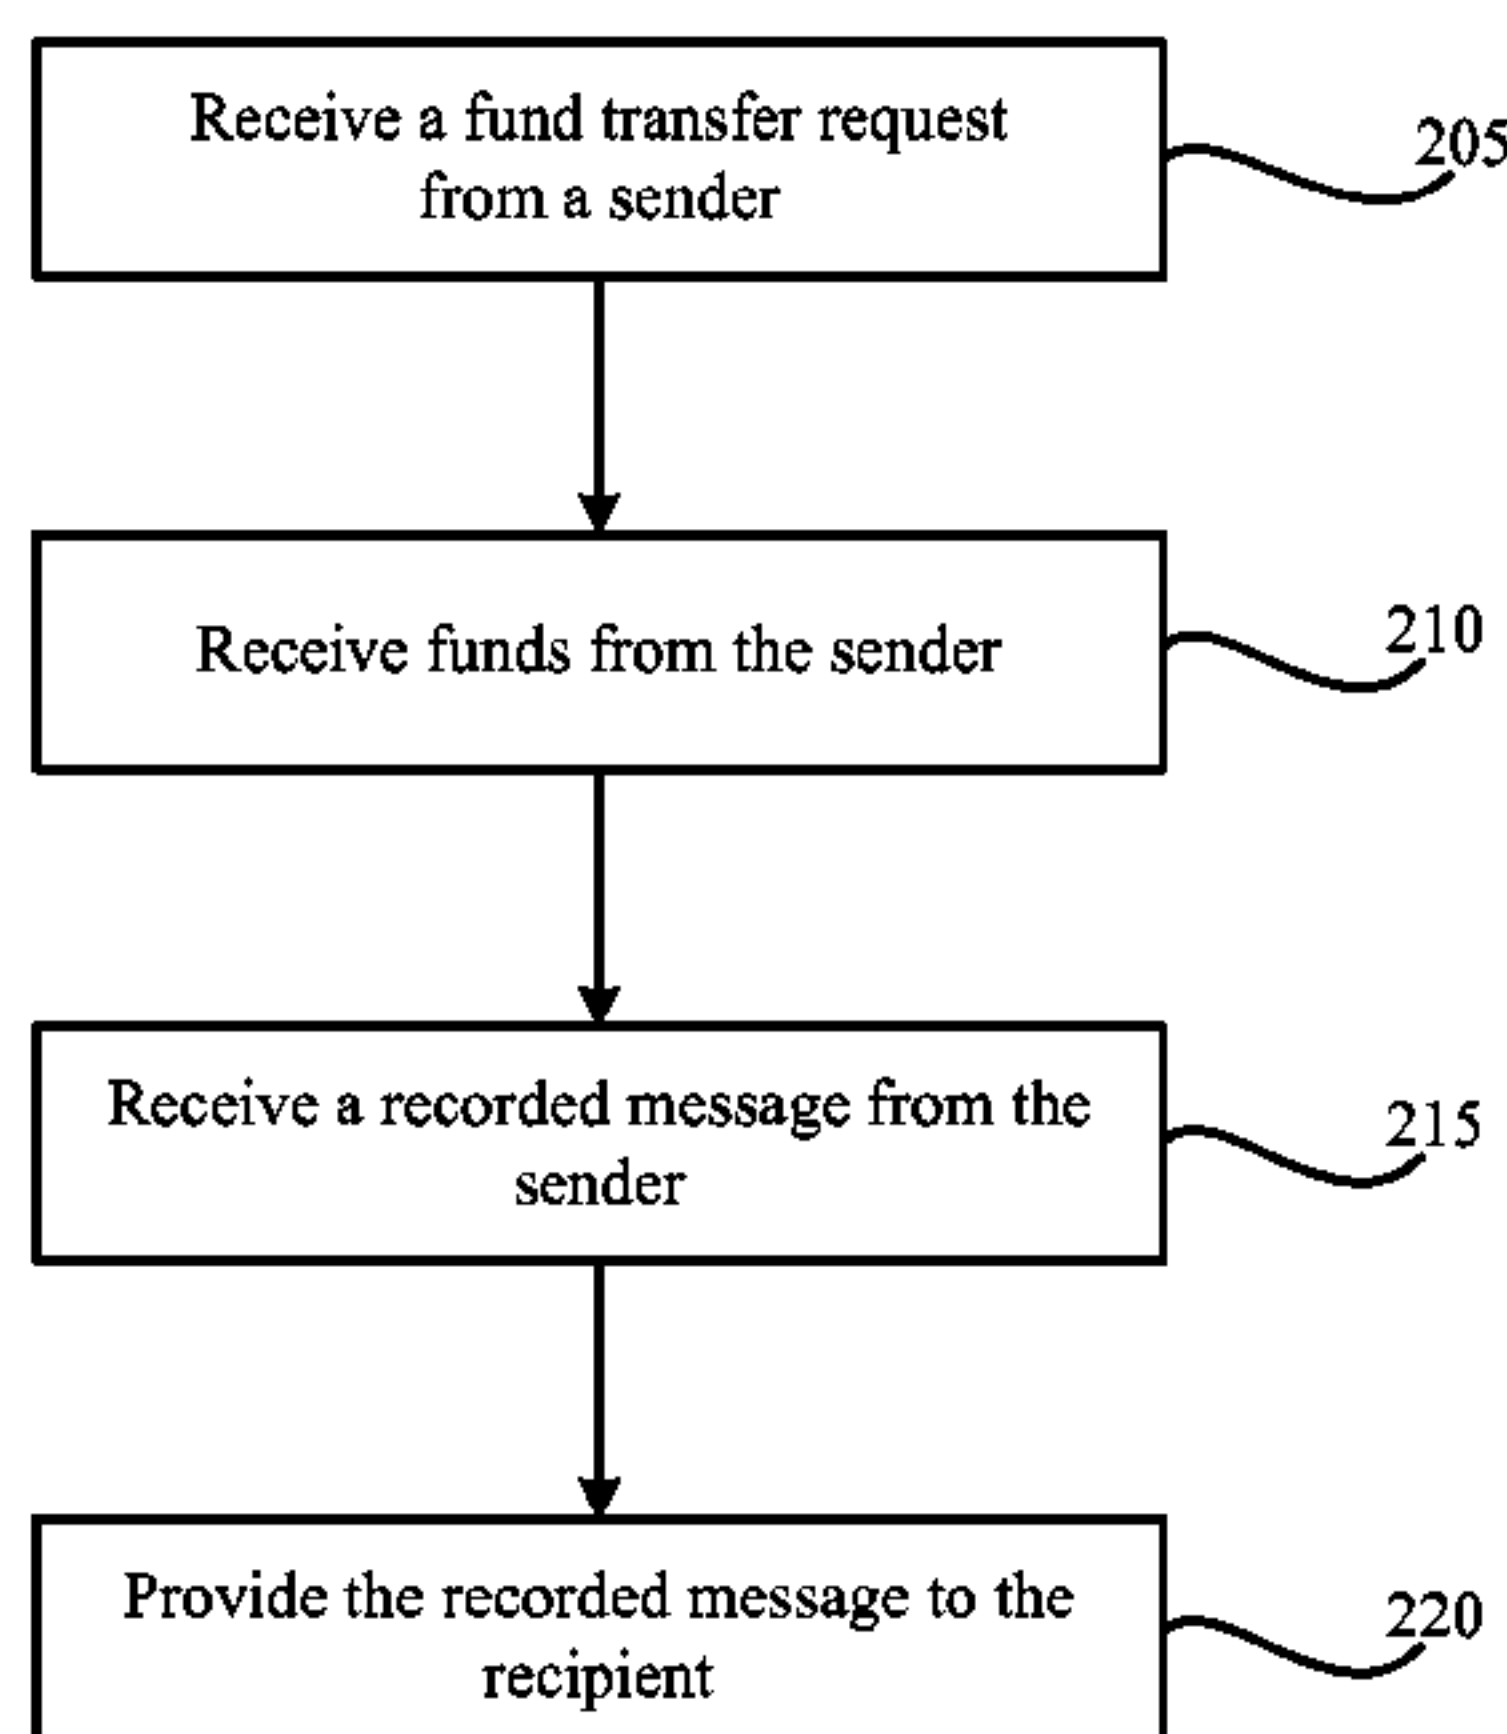 Receive a fund transfer request
from a sender
205
Receive funds from the sender
210
Receive a recorded message from the
sender
215
Provide the recorded message to the
recipient
220